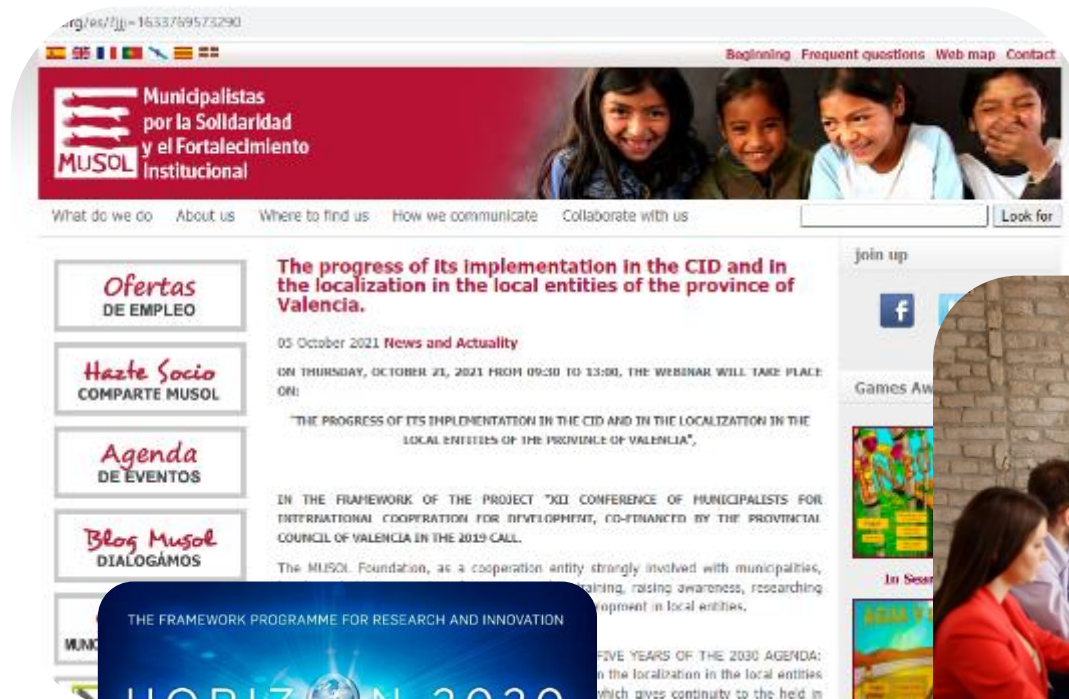 org/es/?jjj=1633769573290
Beginning Frequent questions Web map Contact
Municipalistas
por la Solidaridad
y el Fortalecimiento
Institucional
MUSOL
What do we do About us Where to find us How we communicate Collaborate with us
Look for
Ofertas
DE EMPLEO
Hazte Socio
COMPARTE MUSOL
Agenda
DE EVENTOS
Blog Musol
DIALOGÁMOS
The progress of its implementation in the CID and in
the localization in the local entities of the province of
Valencia.
05 October 2021 News and Actuality
ON THURSDAY, OCTOBER 21, 2021 FROM 09:30 TO 13:00, THE WEBINAR WILL TAKE PLACE
ON:
"THE PROGRESS OF ITS IMPLEMENTATION IN THE CID AND IN THE LOCALIZATION IN THE
LOCAL ENTITIES OF THE PROVINCE OF VALENCIA",
IN THE FRAMEWORK OF THE PROJECT "XII CONFERENCE OF MUNICIPALISTS FOR
INTERNATIONAL COOPERATION FOR DEVELOPMENT, CO-FINANCED BY THE PROVINCIAL
COUNCIL OF VALENCIA IN THE 2019 CALL.
The MUSOL Foundation, as a cooperation entity strongly involved with municipalities,
training, raising awareness, researching
in local entities.
FIVE YEARS OF THE 2030 AGENDA:
the localization in the local entities
which gives continuity to the held in
join up
f
Games
In
THE FRAMEWORK PROGRAMME FOR RESEARCH AND INNOVATION
HORIZON 2020